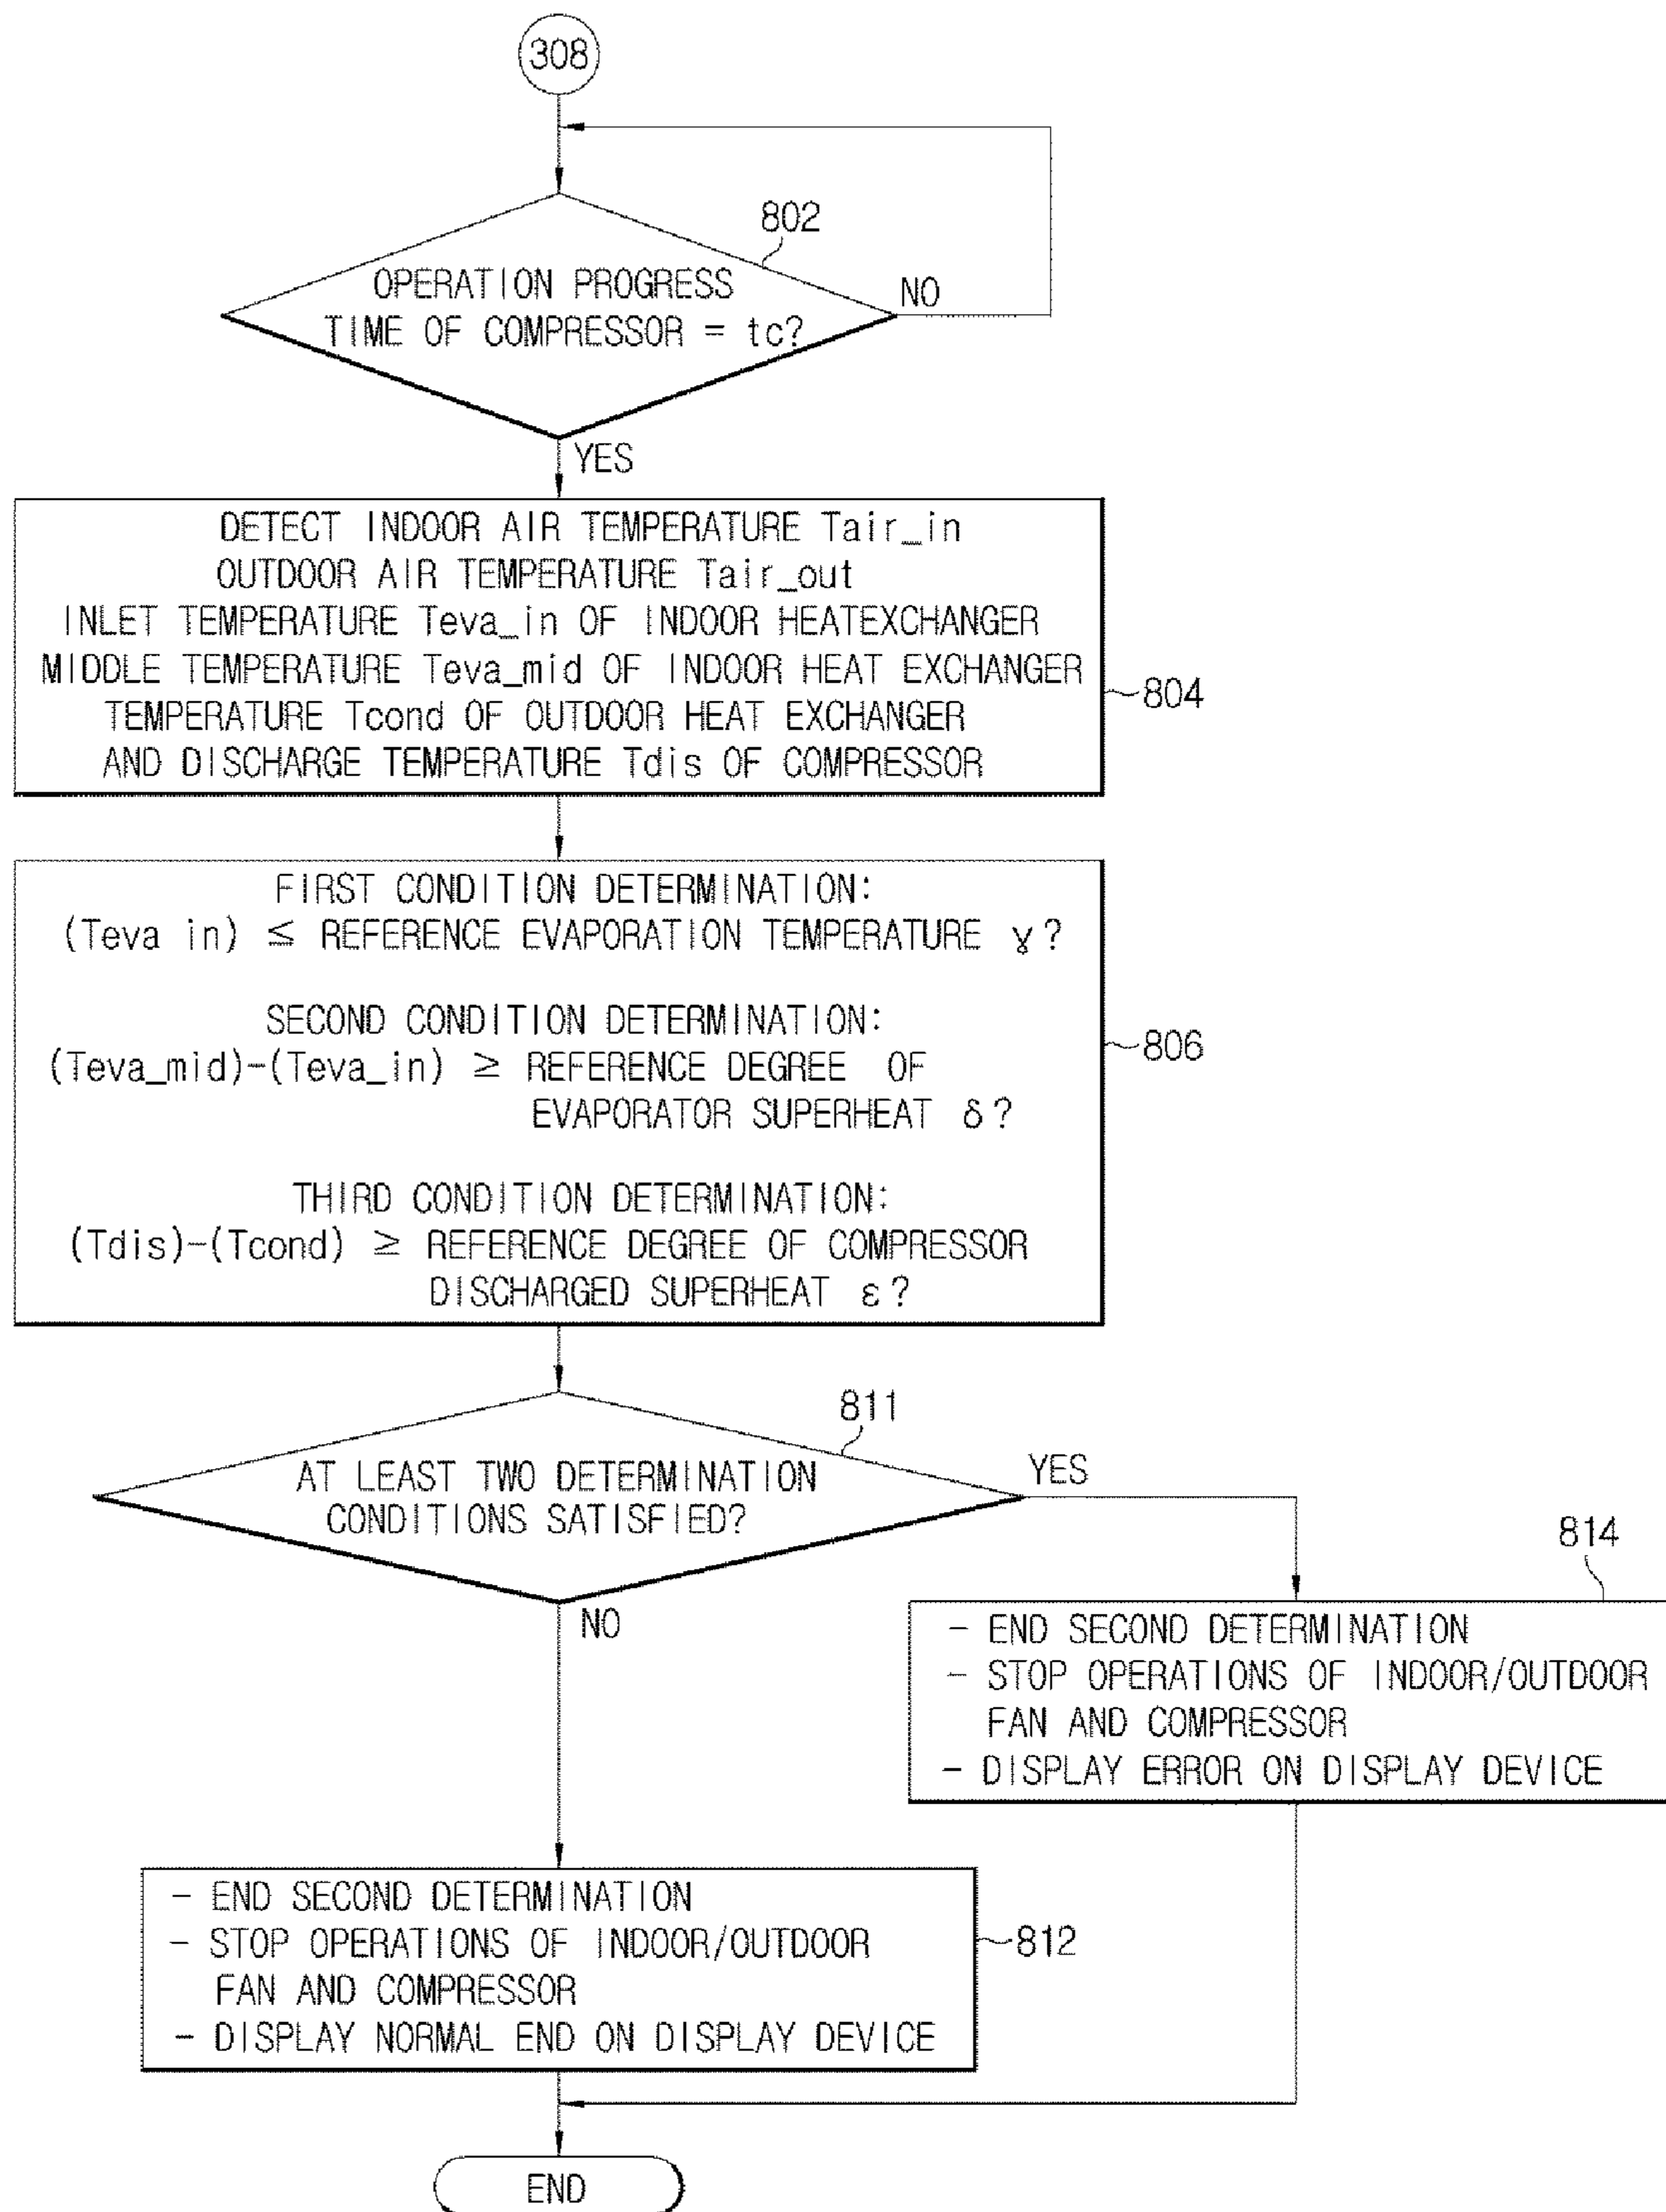 308
802
OPERATION PROGRESS
TIME OF COMPRESSOR = tc?
NO
YES
DETECT INDOOR AIR TEMPERATURE Tair_in
OUTDOOR AIR TEMPERATURE Tair_out
INLET TEMPERATURE Teva_in OF INDOOR HEATEXCHANGER
MIDDLE TEMPERATURE Teva_mid OF INDOOR HEAT EXCHANGER
TEMPERATURE Tcond OF OUTDOOR HEAT EXCHANGER
AND DISCHARGE TEMPERATURE Tdis OF COMPRESSOR
804
FIRST CONDITION DETERMINATION:
(Teva in) ≤ REFERENCE EVAPORATION TEMPERATURE γ?
SECOND CONDITION DETERMINATION:
(Teva_mid)-(Teva_in) ≥ REFERENCE DEGREE OF
EVAPORATOR SUPERHEAT δ?
THIRD CONDITION DETERMINATION:
(Tdis)-(Tcond) ≥ REFERENCE DEGREE OF COMPRESSOR
DISCHARGED SUPERHEAT ε?
806
811
AT LEAST TWO DETERMINATION
CONDITIONS SATISFIED?
YES
NO
814
- END SECOND DETERMINATION
- STOP OPERATIONS OF INDOOR/OUTDOOR
FAN AND COMPRESSOR
- DISPLAY ERROR ON DISPLAY DEVICE
- END SECOND DETERMINATION
- STOP OPERATIONS OF INDOOR/OUTDOOR
FAN AND COMPRESSOR
- DISPLAY NORMAL END ON DISPLAY DEVICE
812
END